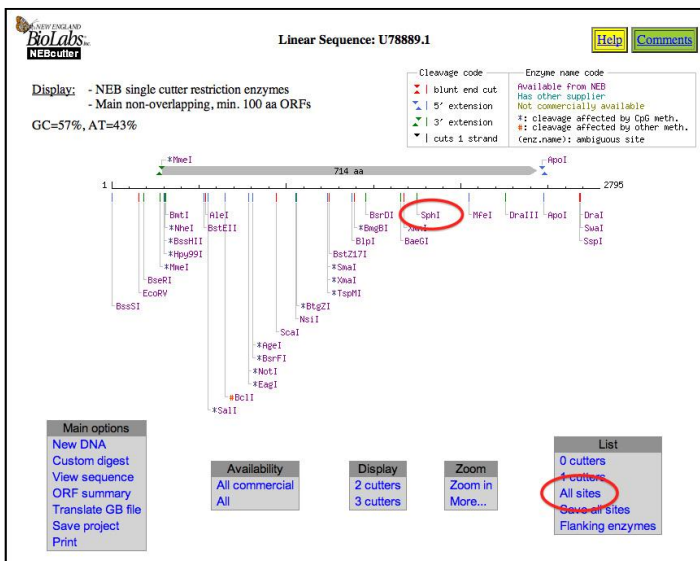 NEW ENGLAND
BioLabs Inc.
NEBcutter
Linear Sequence: U78889.1
Help
Comments
Display: - NEB single cutter restriction enzymes
- Main non-overlapping, min. 100 aa ORFs
GC=57%, AT=43%
Cleavage code
blunt end cut
5' extension
3' extension
cuts 1 strand
Enzyme name code
Available from NEB
Has other supplier
Not commercially available
*: cleavage affected by CpG meth.
#: cleavage affected by other meth.
(enz.name): ambiguous site
*MmeI
ApoI
714 aa
1
2795
BmtI
AleI
BsrDI
SphI
MfeI
DraIII
ApoI
DraI
*NheI
BstEII
*BmgBI
XmnI
SwaI
*BssHII
BlpI
BaeGI
SspI
*Hpy99I
BstZ17I
*MmeI
*SmaI
BseRI
*XmaI
EcoRV
*TspMI
BssSI
*BtgZI
NsiI
ScaI
*AgeI
*BsrFI
*NotI
*EagI
#BclI
*SalI
Main options
New DNA
Custom digest
View sequence
ORF summary
Translate GB file
Save project
Print
Availability
All commercial
All
Display
2 cutters
3 cutters
Zoom
Zoom in
More...
List
0 cutters
1 cutters
All sites
Save all sites
Flanking enzymes